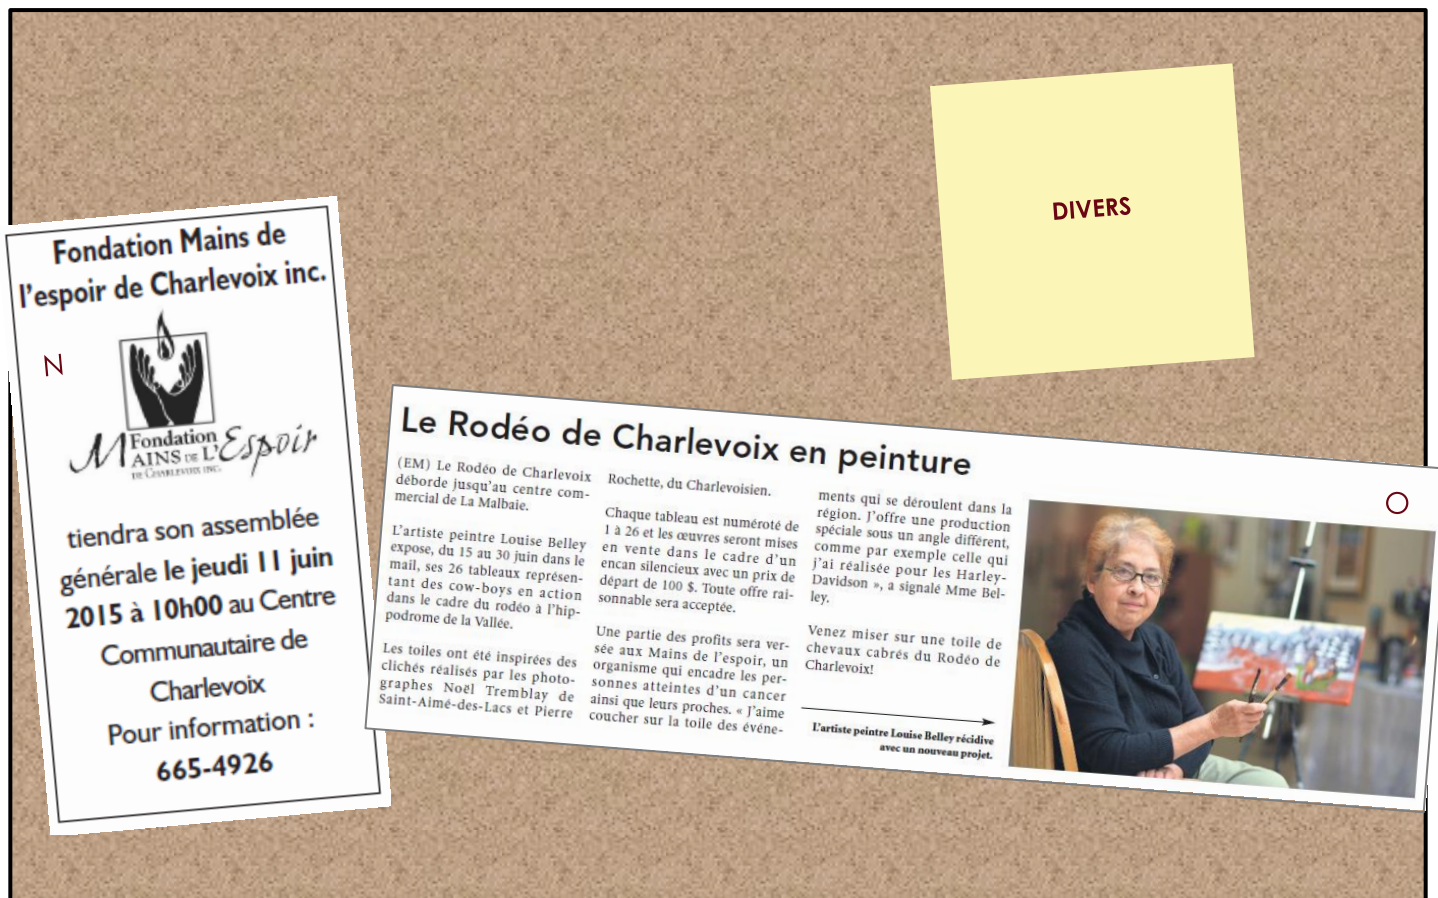 DIVERS
Fondation Mains de
l'espoir de Charlevoix inc.
N
Fondation
MAINS DE L'Espoir
DE CHARLEVOIX INC.
tiendra son assemblée
générale le jeudi 11 juin
2015 à 10h00 au Centre
Communautaire de
Charlevoix
Pour information :
665-4926
Le Rodéo de Charlevoix en peinture
(EM) Le Rodéo de Charlevoix
déborde jusqu'au centre com-
mercial de La Malbaie.
L'artiste peintre Louise Belley
expose, du 15 au 30 juin dans le
mail, ses 26 tableaux représen-
tant des cow-boys en action
dans le cadre du rodéo à l'hip-
podrome de la Vallée.
Les toiles ont été inspirées des
clichés réalisés par les photo-
graphes Noël Tremblay de
Saint-Aimé-des-Lacs et Pierre
Rochette, du Charlevoisien.
Chaque tableau est numéroté de
1 à 26 et les œuvres seront mises
en vente dans le cadre d'un
encan silencieux avec un prix de
départ de 100 $. Toute offre rai-
sonnable sera acceptée.
Une partie des profits sera ver-
sée aux Mains de l'espoir, un
organisme qui encadre les per-
sonnes atteintes d'un cancer
ainsi que leurs proches. « J'aime
coucher sur la toile des événe-
ments qui se déroulent dans la
région. J'offre une production
spéciale sous un angle différent,
comme par exemple celle qui
j'ai réalisée pour les Harley-
Davidson », a signalé Mme Bel-
ley.
Venez miser sur une toile de
chevaux cabrés du Rodéo de
Charlevoix!
L'artiste peintre Louise Belley récidive
avec un nouveau projet.
O